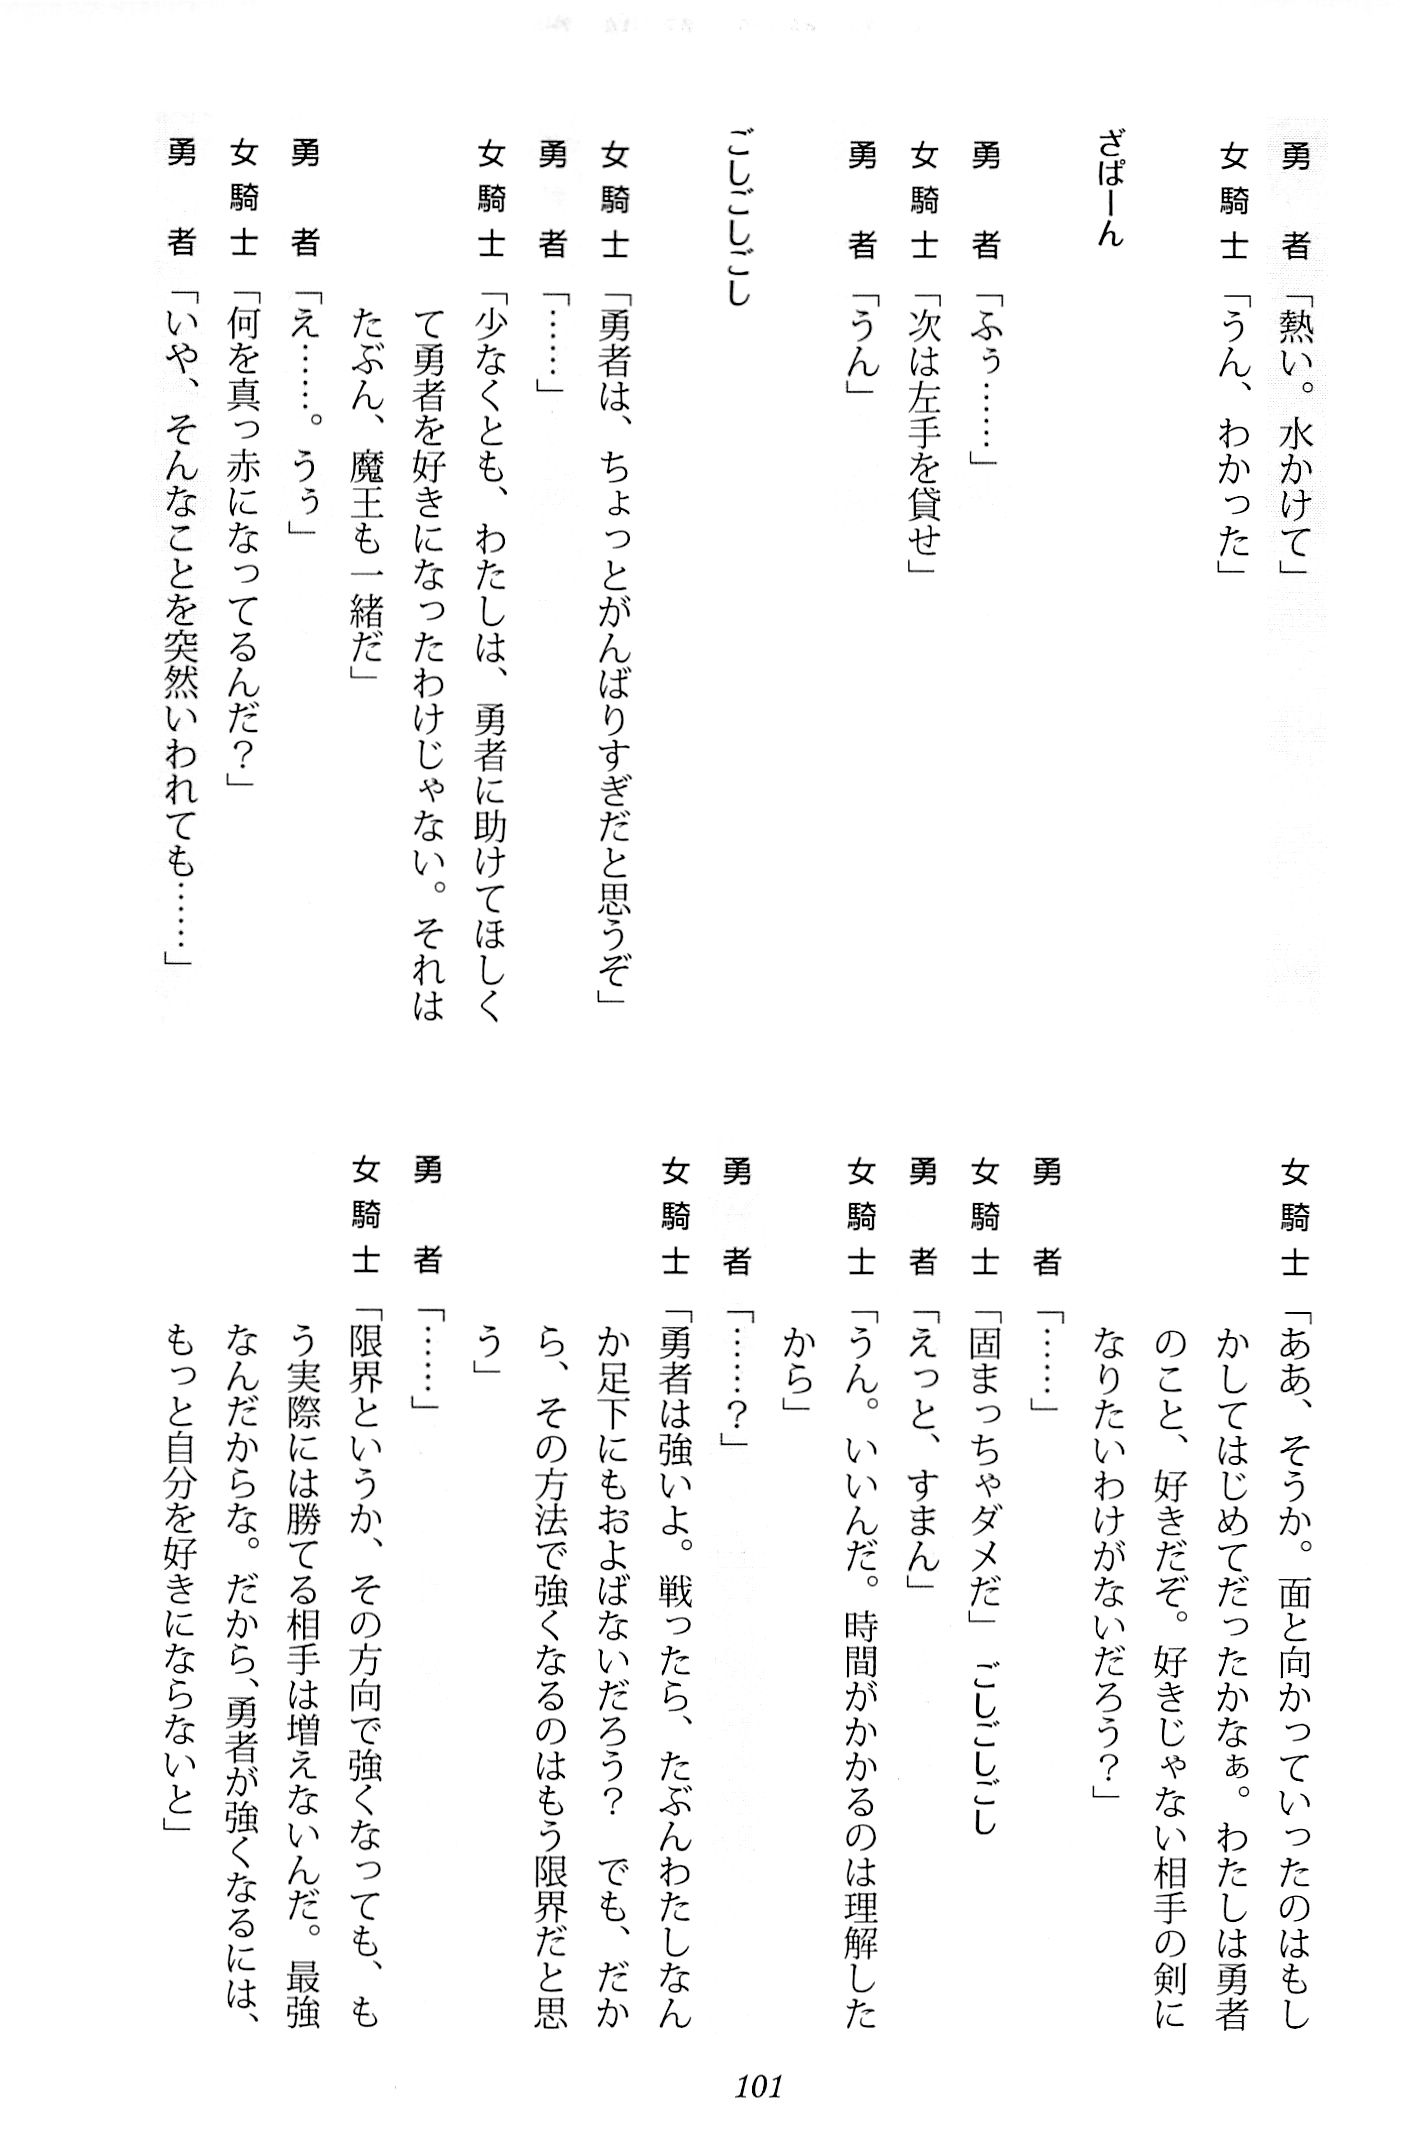 勇　者「熱い。水かけて」
女騎士「うん、わかった」
ざぱーん
勇　者「ふぅ……」
女騎士「次は左手を貸せ」
勇　者「うん」
ごしごしごし
女騎士「勇者は、ちょっとがんばりすぎだと思うぞ」
勇　者「……」
女騎士「少なくとも、わたしは、勇者に助けてほしく
て勇者を好きになったわけじゃない。それは
たぶん、魔王も一緒だ」
勇　者「え……。うぅ」
女騎士「何を真っ赤になってるんだ？」
勇　者「いや、そんなことを突然いわれても……」
女騎士「ああ、そうか。面と向かっていったのはもし
かしてはじめてだったかなぁ。わたしは勇者
のこと、好きだぞ。好きじゃない相手の剣に
なりたいわけがないだろう？」
勇　者「……」
女騎士「固まっちゃダメだ」　ごしごしごし
勇　者「えっと、すまん」
女騎士「うん。いいんだ。時間がかかるのは理解した
から」
勇　者「……？」
女騎士「勇者は強いよ。戦ったら、たぶんわたしなん
か足下にもおよばないだろう？　でも、だか
ら、その方法で強くなるのはもう限界だと思
う」
勇　者「……」
女騎士「限界というか、その方向で強くなっても、も
う実際には勝てる相手は増えないんだ。最強
なんだからな。だから、勇者が強くなるには、
もっと自分を好きにならないと」
101